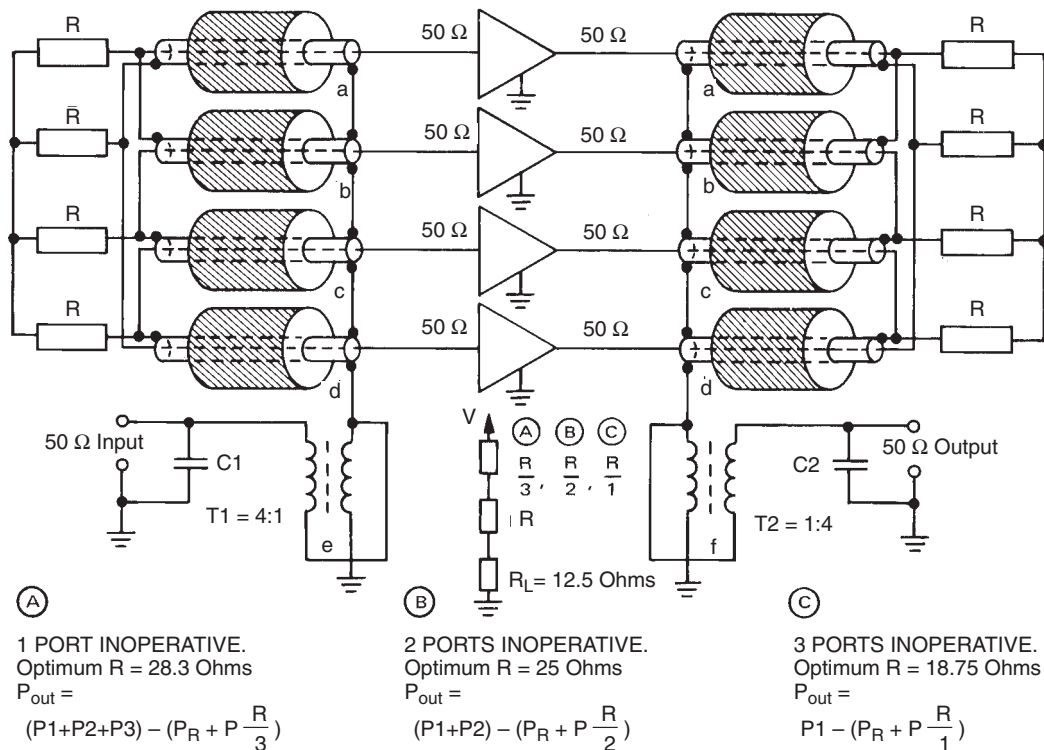 R 50 Ω 50 Ω R
a a
R̄ 50 Ω 50 Ω R
b b
R 50 Ω 50 Ω R
c c
R 50 Ω 50 Ω R
d d
50 Ω Input C1 V A B C C2 50 Ω Output
R/3, R/2, R/1
T1 = 4:1 R T2 = 1:4
e f
R_L = 12.5 Ohms
A
1 PORT INOPERATIVE.
Optimum R = 28.3 Ohms
P_out =
(P1+P2+P3) – (P_R + P R/3)
B
2 PORTS INOPERATIVE.
Optimum R = 25 Ohms
P_out =
(P1+P2) – (P_R + P R/2)
C
3 PORTS INOPERATIVE.
Optimum R = 18.75 Ohms
P_out =
P1 – (P_R + P R/1)